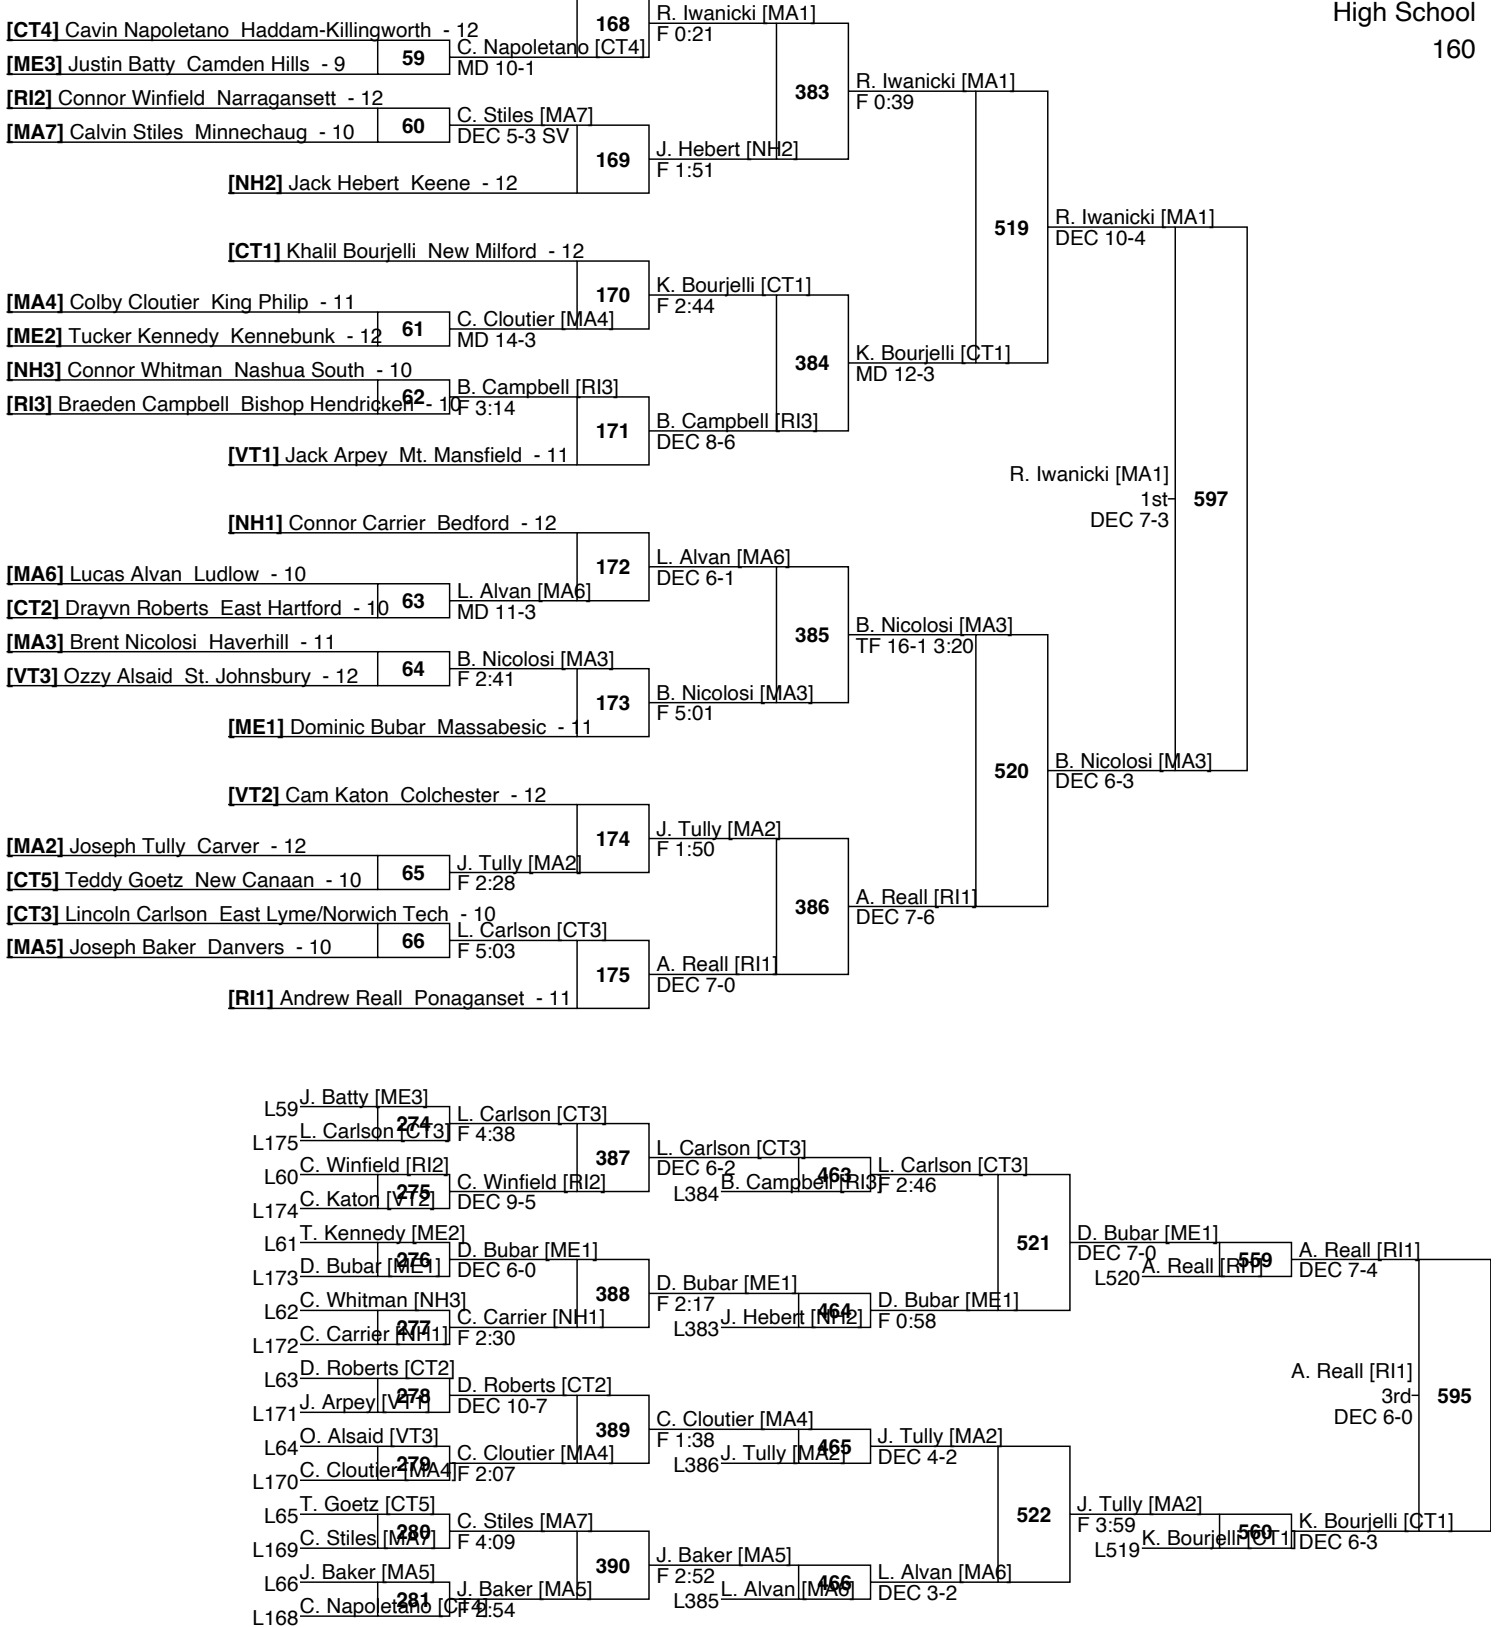 High School
160
[CT4] Cavin Napoletano Haddam-Killingworth - 12
[ME3] Justin Batty Camden Hills - 9
59
C. Napoletano [CT4]
MD 10-1
168
R. Iwanicki [MA1]
F 0:21
[RI2] Connor Winfield Narragansett - 12
[MA7] Calvin Stiles Minnechaug - 10
60
C. Stiles [MA7]
DEC 5-3 SV
169
J. Hebert [NH2]
F 1:51
[NH2] Jack Hebert Keene - 12
383
R. Iwanicki [MA1]
F 0:39
[CT1] Khalil Bourjelli New Milford - 12
[MA4] Colby Cloutier King Philip - 11
[ME2] Tucker Kennedy Kennebunk - 12
61
C. Cloutier [MA4]
MD 14-3
170
K. Bourjelli [CT1]
F 2:44
[NH3] Connor Whitman Nashua South - 10
[RI3] Braeden Campbell Bishop Hendricken - 10
62
B. Campbell [RI3]
F 3:14
171
B. Campbell [RI3]
DEC 8-6
[VT1] Jack Arpey Mt. Mansfield - 11
384
K. Bourjelli [CT1]
MD 12-3
519
R. Iwanicki [MA1]
DEC 10-4
[NH1] Connor Carrier Bedford - 12
[MA6] Lucas Alvan Ludlow - 10
[CT2] Drayvn Roberts East Hartford - 10
63
L. Alvan [MA6]
MD 11-3
172
L. Alvan [MA6]
DEC 6-1
[MA3] Brent Nicolosi Haverhill - 11
[VT3] Ozzy Alsaid St. Johnsbury - 12
64
B. Nicolosi [MA3]
F 2:41
173
B. Nicolosi [MA3]
F 5:01
[ME1] Dominic Bubar Massabesic - 11
385
B. Nicolosi [MA3]
TF 16-1 3:20
[VT2] Cam Katon Colchester - 12
[MA2] Joseph Tully Carver - 12
[CT5] Teddy Goetz New Canaan - 10
65
J. Tully [MA2]
F 2:28
174
J. Tully [MA2]
F 1:50
[CT3] Lincoln Carlson East Lyme/Norwich Tech - 10
[MA5] Joseph Baker Danvers - 10
66
L. Carlson [CT3]
F 5:03
175
A. Reall [RI1]
DEC 7-0
[RI1] Andrew Reall Ponaganset - 11
386
A. Reall [RI1]
DEC 7-6
520
B. Nicolosi [MA3]
DEC 6-3
R. Iwanicki [MA1]
1st
DEC 7-3
597
L59 J. Batty [ME3]
L175 L. Carlson [CT3]
274
L. Carlson [CT3]
F 4:38
L60 C. Winfield [RI2]
L174 C. Katon [VT2]
275
C. Winfield [RI2]
DEC 9-5
387
L. Carlson [CT3]
DEC 6-2
L384 B. Campbell [RI3]
463
L. Carlson [CT3]
F 2:46
L61 T. Kennedy [ME2]
L173 D. Bubar [ME1]
276
D. Bubar [ME1]
DEC 6-0
L62 C. Whitman [NH3]
L172 C. Carrier [NH1]
277
C. Carrier [NH1]
F 2:30
388
D. Bubar [ME1]
F 2:17
L383 J. Hebert [NH2]
464
D. Bubar [ME1]
F 0:58
521
D. Bubar [ME1]
DEC 7-0
L520 A. Reall [RI1]
559
A. Reall [RI1]
DEC 7-4
L63 D. Roberts [CT2]
L171 J. Arpey [VT1]
278
D. Roberts [CT2]
DEC 10-7
L64 O. Alsaid [VT3]
L170 C. Cloutier [MA4]
279
C. Cloutier [MA4]
F 2:07
389
C. Cloutier [MA4]
F 1:38
L386 J. Tully [MA2]
465
J. Tully [MA2]
DEC 4-2
L65 T. Goetz [CT5]
L169 C. Stiles [MA7]
280
C. Stiles [MA7]
F 4:09
L66 J. Baker [MA5]
L168 C. Napoletano [CT4]
281
J. Baker [MA5]
F 2:54
390
J. Baker [MA5]
F 2:52
L385 L. Alvan [MA6]
466
L. Alvan [MA6]
DEC 3-2
522
J. Tully [MA2]
F 3:59
L519 K. Bourjelli [CT1]
560
K. Bourjelli [CT1]
DEC 6-3
A. Reall [RI1]
3rd
DEC 6-0
595